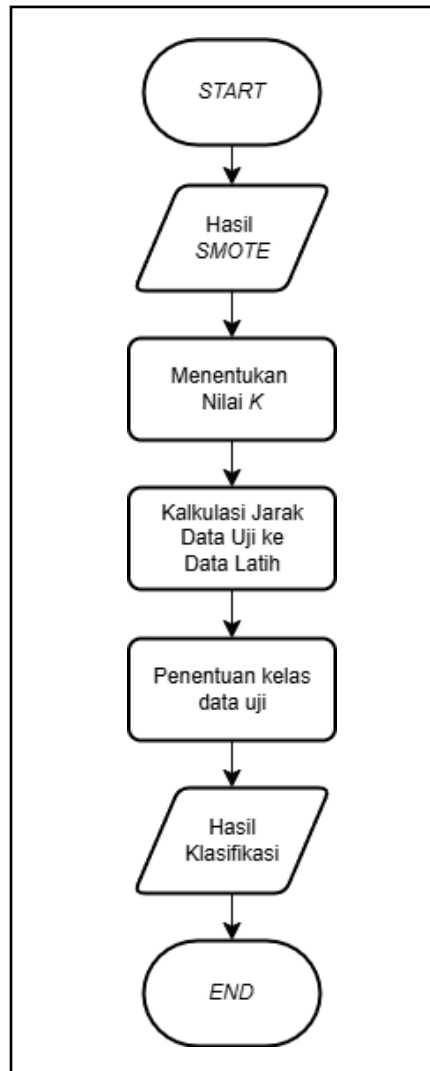 START
Hasil
SMOTE
Menentukan
Nilai K
Kalkulasi Jarak
Data Uji ke
Data Latih
Penentuan kelas
data uji
Hasil
Klasifikasi
END